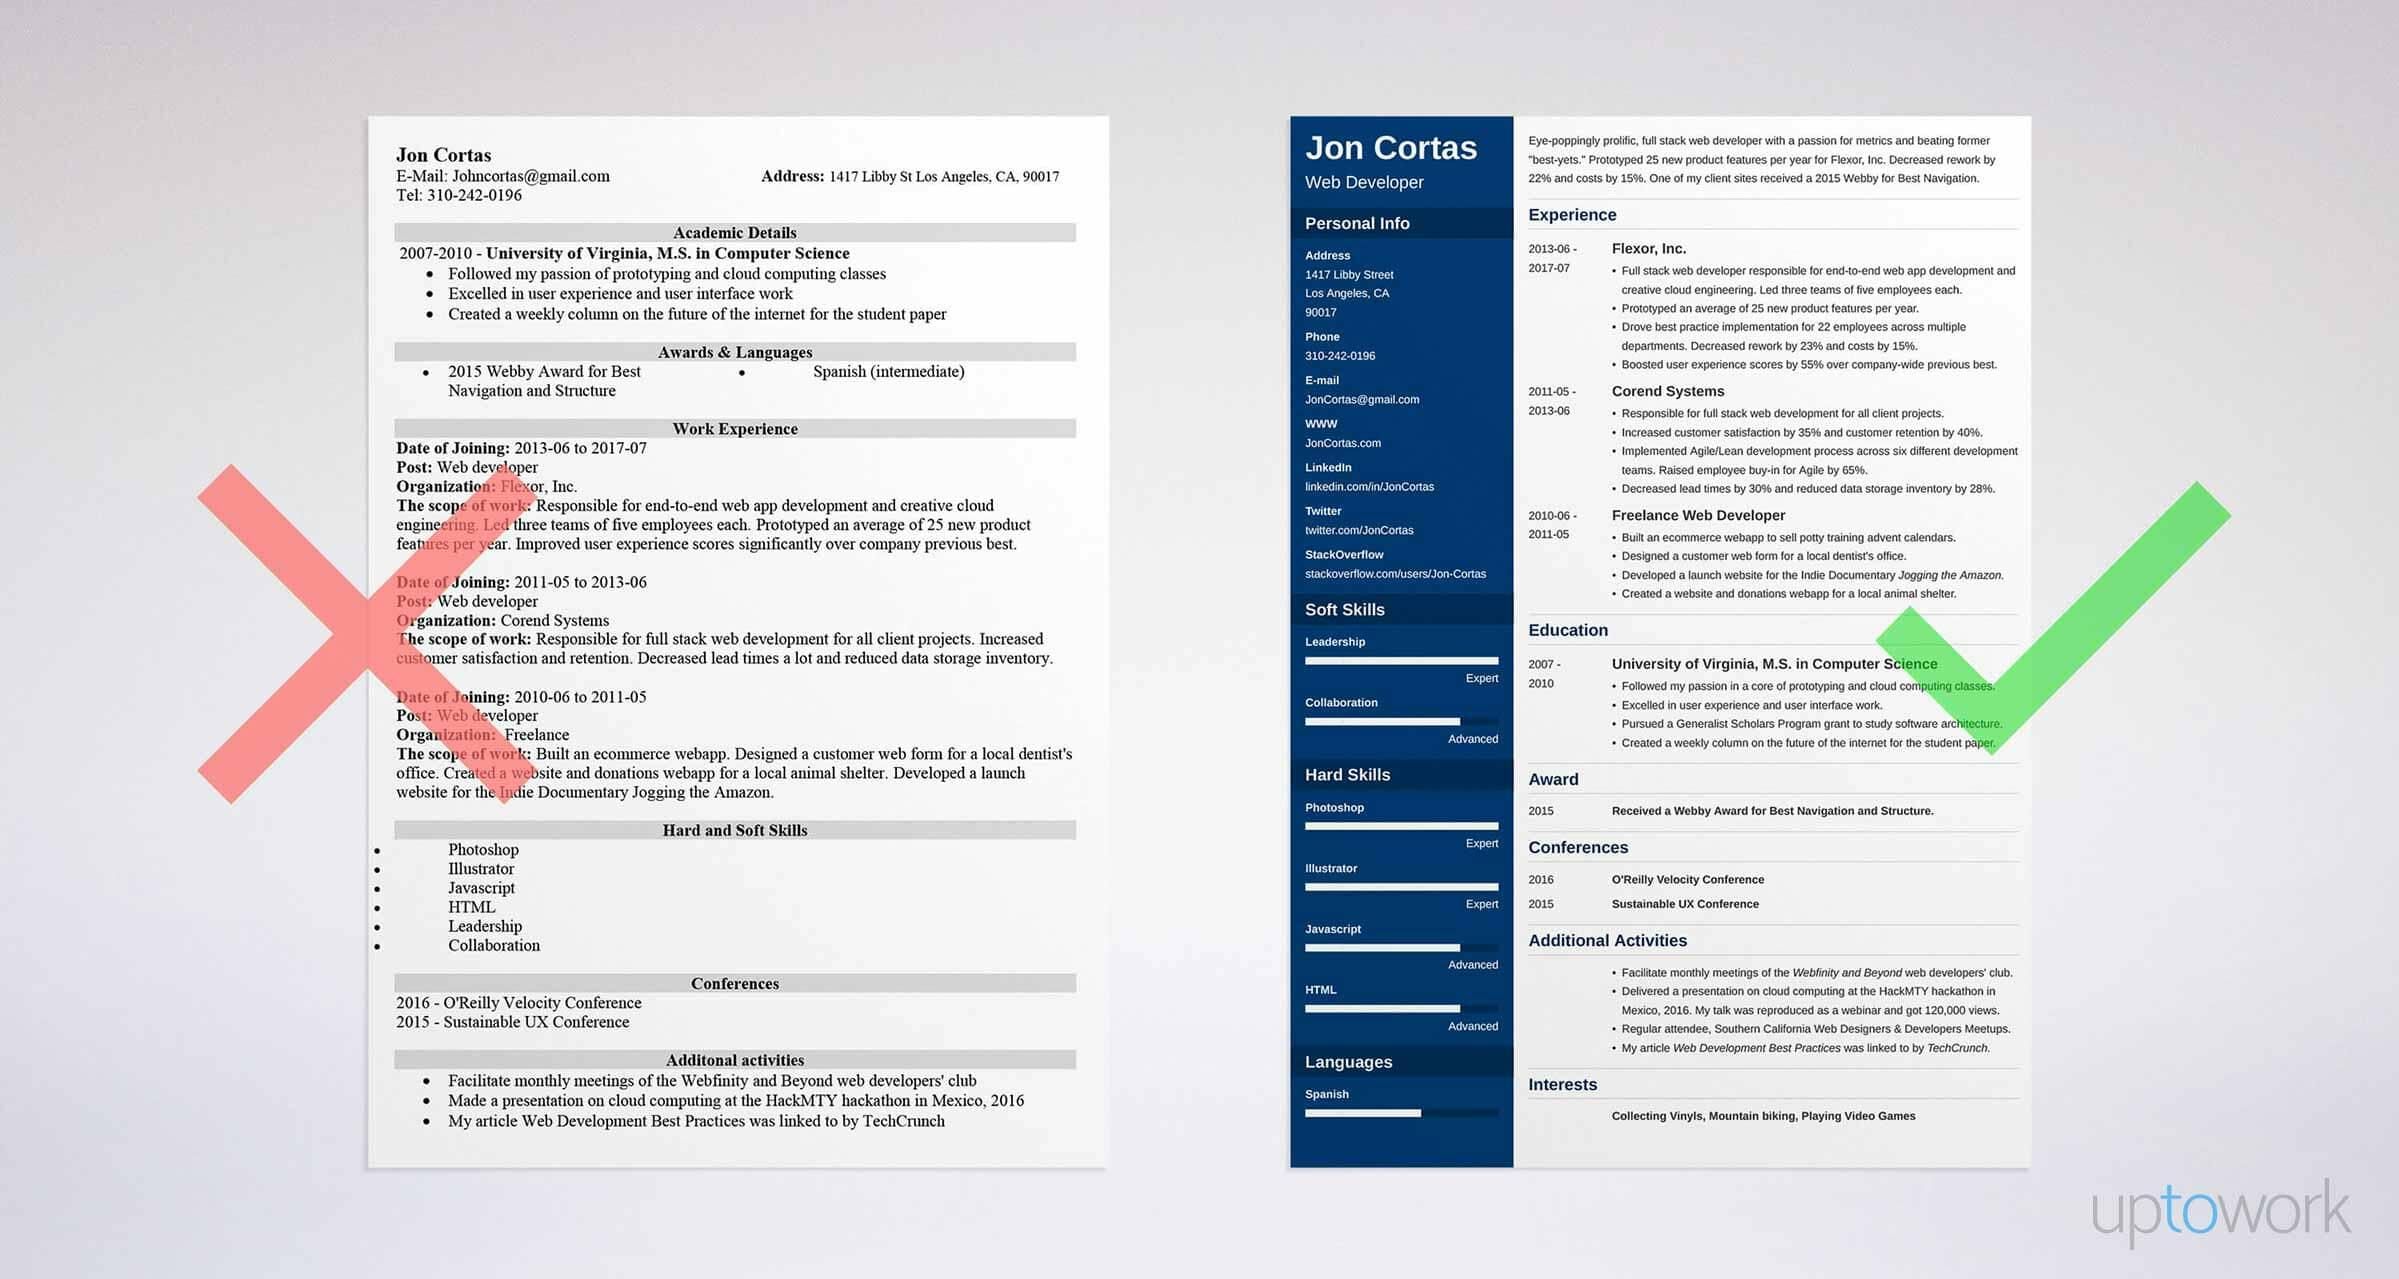 Jon Cortas
E-Mail: Johncortas@gmail.com
Address: 1417 Libby St Los Angeles, CA, 90017
Tel: 310-242-0196
Academic Details
2007-2010 - University of Virginia, M.S. in Computer Science
• Followed my passion of prototyping and cloud computing classes
• Excelled in user experience and user interface work
• Created a weekly column on the future of the internet for the student paper
Awards & Languages
• 2015 Webby Award for Best
Navigation and Structure
• Spanish (intermediate)
Work Experience
Date of Joining: 2013-06 to 2017-07
Post: Web developer
Organization: Flexor, Inc.
The scope of work: Responsible for end-to-end web app development and creative cloud
engineering. Led three teams of five employees each. Prototyped an average of 25 new product
features per year. Improved user experience scores significantly over company previous best.
Date of Joining: 2011-05 to 2013-06
Post: Web developer
Organization: Corend Systems
The scope of work: Responsible for full stack web development for all client projects. Increased
customer satisfaction and retention. Decreased lead times a lot and reduced data storage inventory.
Date of Joining: 2010-06 to 2011-05
Post: Web developer
Organization: Freelance
The scope of work: Built an ecommerce webapp. Designed a customer web form for a local dentist's
office. Created a website and donations webapp for a local animal shelter. Developed a launch
website for the Indie Documentary Jogging the Amazon.
Hard and Soft Skills
• Photoshop
• Illustrator
• Javascript
• HTML
• Leadership
• Collaboration
Conferences
2016 - O'Reilly Velocity Conference
2015 - Sustainable UX Conference
Additonal activities
• Facilitate monthly meetings of the Webfinity and Beyond web developers' club
• Made a presentation on cloud computing at the HackMTY hackathon in Mexico, 2016
• My article Web Development Best Practices was linked to by TechCrunch
Jon Cortas
Web Developer
Personal Info
Address
1417 Libby Street
Los Angeles, CA
90017
Phone
310-242-0196
E-mail
JonCortas@gmail.com
WWW
JonCortas.com
LinkedIn
linkedin.com/in/JonCortas
Twitter
twitter.com/JonCortas
StackOverflow
stackoverflow.com/users/Jon-Cortas
Soft Skills
Leadership
Expert
Collaboration
Advanced
Hard Skills
Photoshop
Expert
Illustrator
Expert
Javascript
Advanced
HTML
Advanced
Languages
Spanish
Eye-poppingly prolific, full stack web developer with a passion for metrics and beating former
"best-yets." Prototyped 25 new product features per year for Flexor, Inc. Decreased rework by
22% and costs by 15%. One of my client sites received a 2015 Webby for Best Navigation.
Experience
2013-06 -
2017-07
Flexor, Inc.
• Full stack web developer responsible for end-to-end web app development and
creative cloud engineering. Led three teams of five employees each.
• Prototyped an average of 25 new product features per year.
• Drove best practice implementation for 22 employees across multiple
departments. Decreased rework by 23% and costs by 15%.
• Boosted user experience scores by 55% over company-wide previous best.
2011-05 -
2013-06
Corend Systems
• Responsible for full stack web development for all client projects.
• Increased customer satisfaction by 35% and customer retention by 40%.
• Implemented Agile/Lean development process across six different development
teams. Raised employee buy-in for Agile by 65%.
• Decreased lead times by 30% and reduced data storage inventory by 28%.
2010-06 -
2011-05
Freelance Web Developer
• Built an ecommerce webapp to sell potty training advent calendars.
• Designed a customer web form for a local dentist's office.
• Developed a launch website for the Indie Documentary Jogging the Amazon.
• Created a website and donations webapp for a local animal shelter.
Education
2007 -
2010
University of Virginia, M.S. in Computer Science
• Followed my passion in a core of prototyping and cloud computing classes.
• Excelled in user experience and user interface work.
• Pursued a Generalist Scholars Program grant to study software architecture.
• Created a weekly column on the future of the internet for the student paper.
Award
2015 Received a Webby Award for Best Navigation and Structure.
Conferences
2016 O'Reilly Velocity Conference
2015 Sustainable UX Conference
Additional Activities
• Facilitate monthly meetings of the Webfinity and Beyond web developers' club.
• Delivered a presentation on cloud computing at the HackMTY hackathon in
Mexico, 2016. My talk was reproduced as a webinar and got 120,000 views.
• Regular attendee, Southern California Web Designers & Developers Meetups.
• My article Web Development Best Practices was linked to by TechCrunch.
Interests
Collecting Vinyls, Mountain biking, Playing Video Games
uptowork